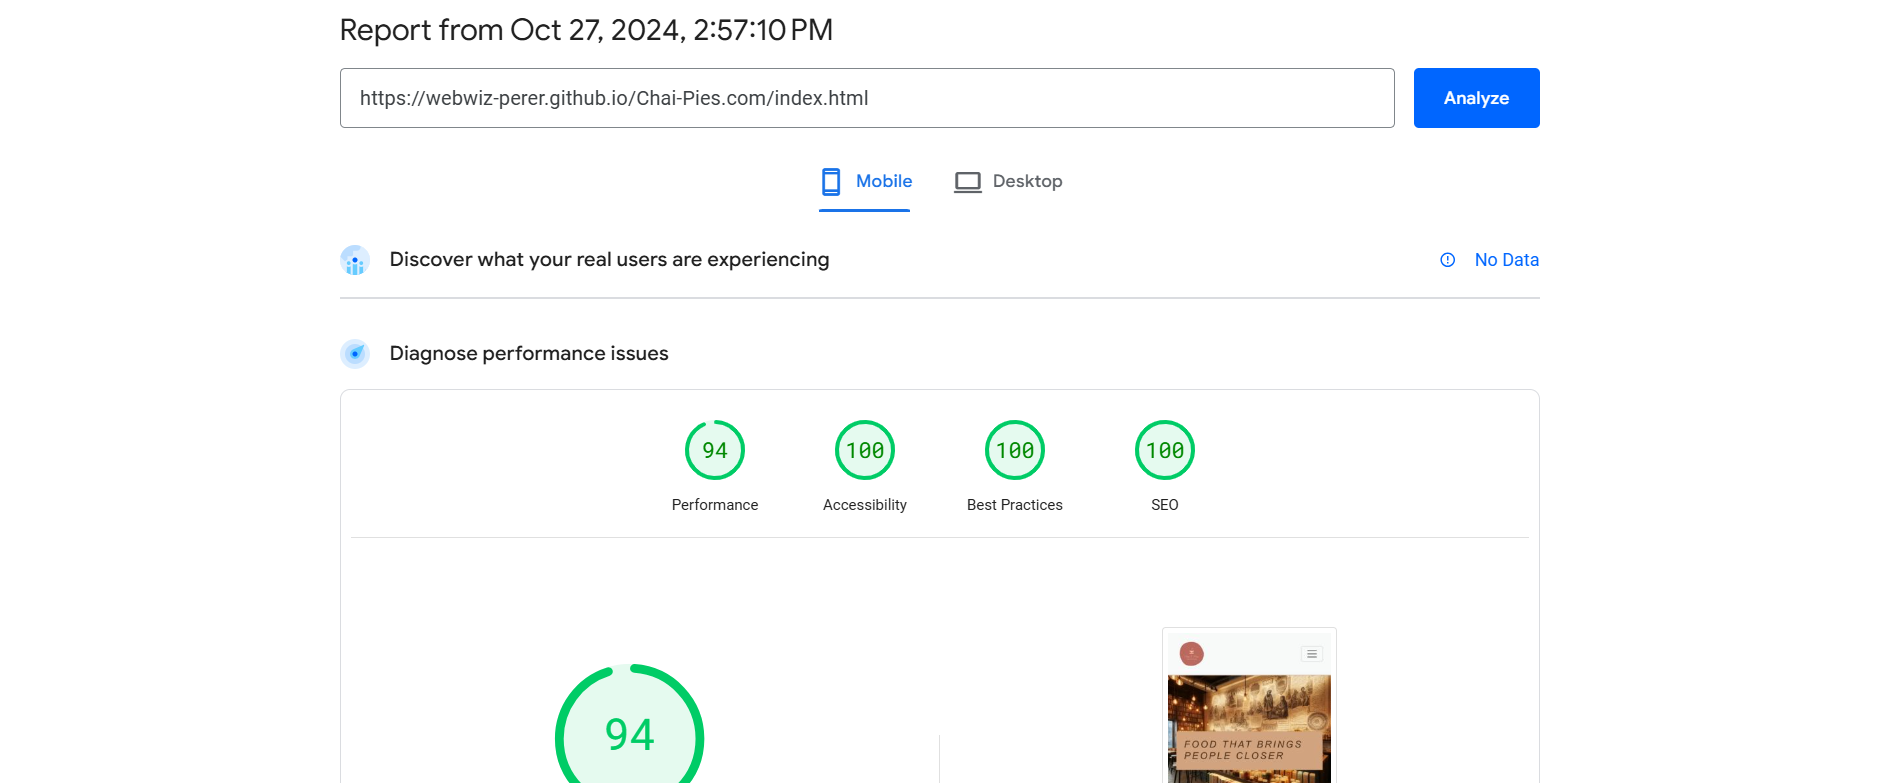 Report from Oct 27, 2024, 2:57:10 PM
https://webwiz-perer.github.io/Chai-Pies.com/index.html
Analyze
Mobile
Desktop
Discover what your real users are experiencing
No Data
Diagnose performance issues
94
100
100
100
Performance
Accessibility
Best Practices
SEO
94
FOOD THAT BRINGS
PEOPLE CLOSER